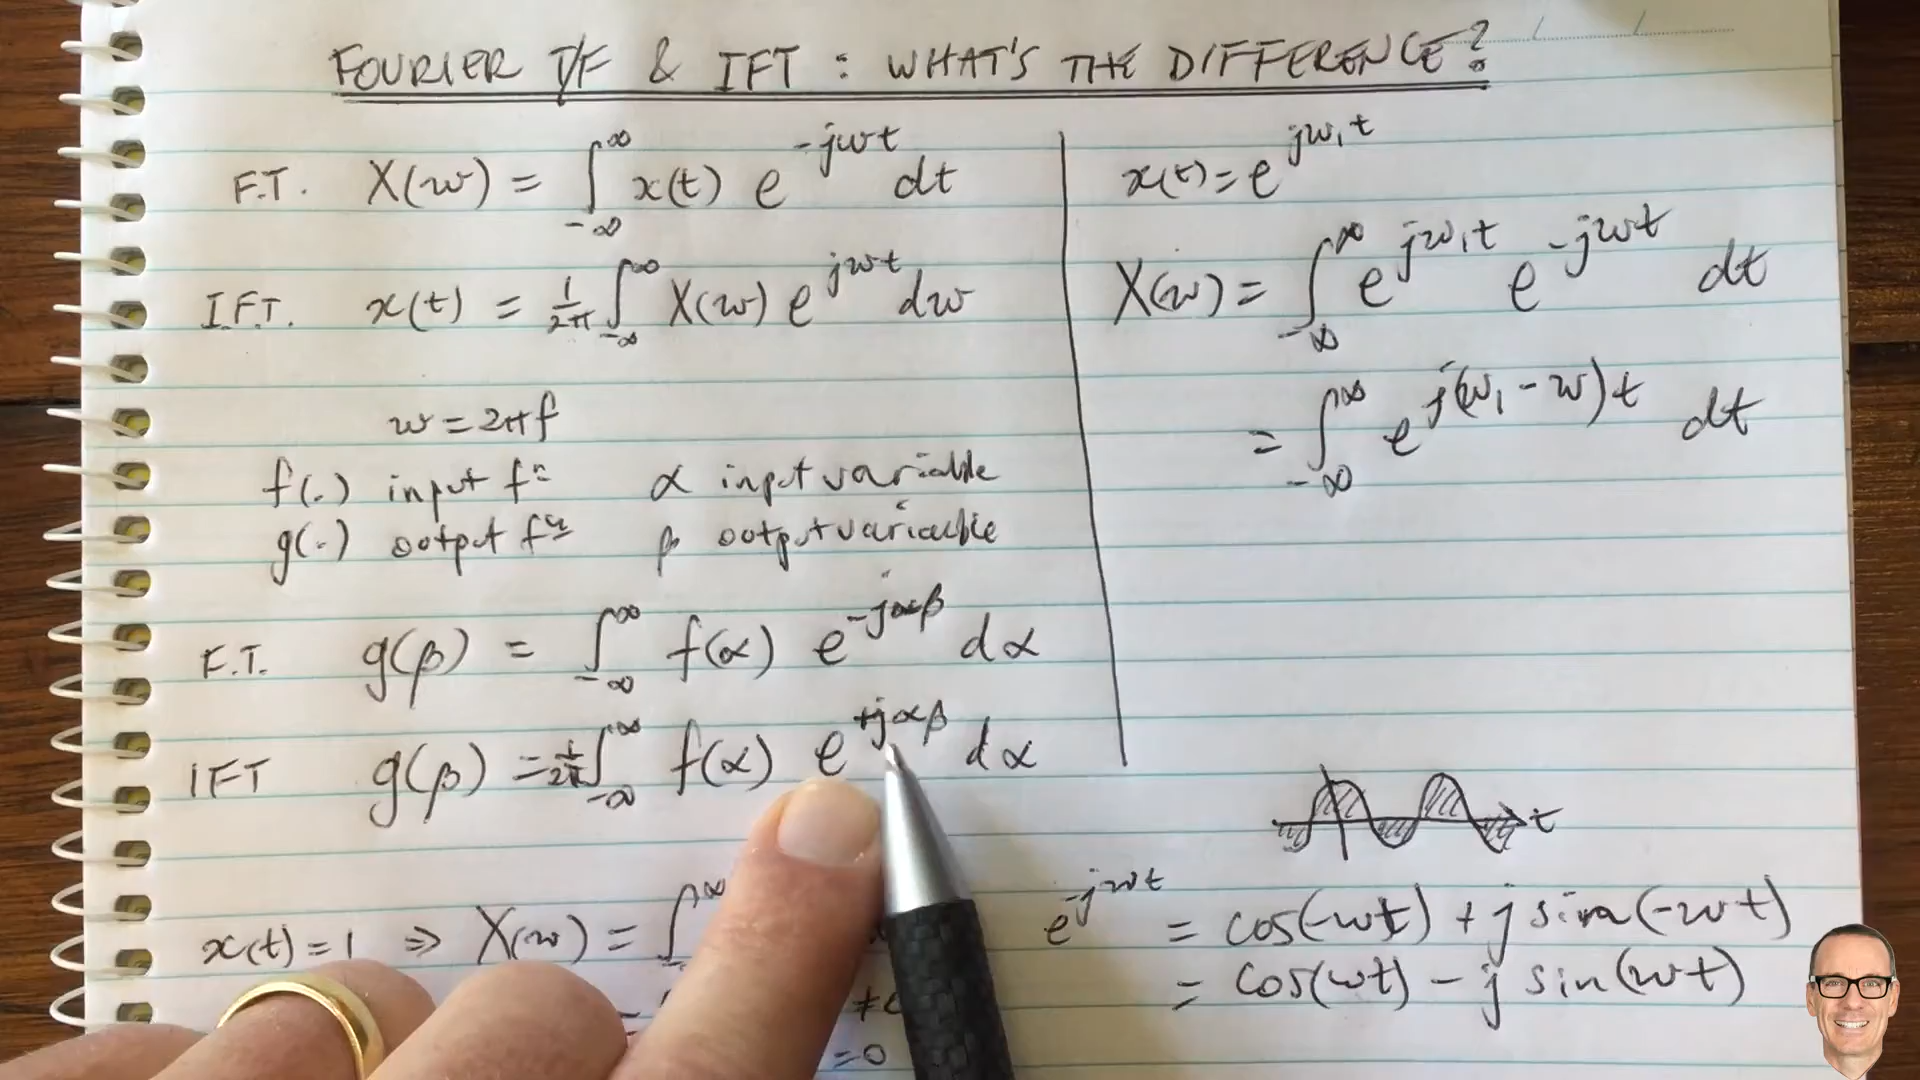 FOURIER T/F & IFT : WHAT'S THE DIFFERENCE?
F.T. X(w) = ∫_{-∞}^{∞} x(t) e^{-jwt} dt
I.F.T. x(t) = 1/2π ∫_{-∞}^{∞} X(w) e^{jwt} dw
w = 2πf
f(.) input fⁿ α input variable
g(.) output fⁿ β output variable
F.T. g(β) = ∫_{-∞}^{∞} f(α) e^{-jαβ} dα
IFT g(β) = 1/2π ∫_{-∞}^{∞} f(α) e^{+jαβ} dα
x(t) = 1 ⇒ X(w) = ∫^{∞}
≠
=0
x(t) = e^{jw₁t}
X(w) = ∫_{-∞}^{∞} e^{jw₁t} e^{-jwt} dt
= ∫_{-∞}^{∞} e^{j(w₁-w)t} dt
t
e^{-jwt} = cos(-wt) + j sin(-wt)
= cos(wt) - j sin(wt)